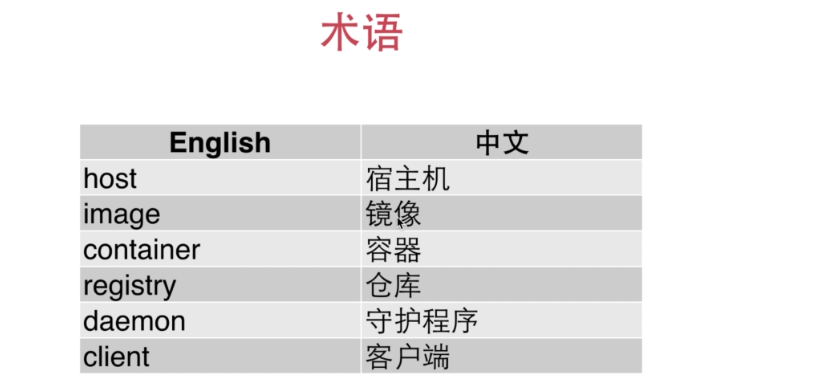 术语
English 中文
host 宿主机
image 镜像
container 容器
registry 仓库
daemon 守护程序
client 客户端